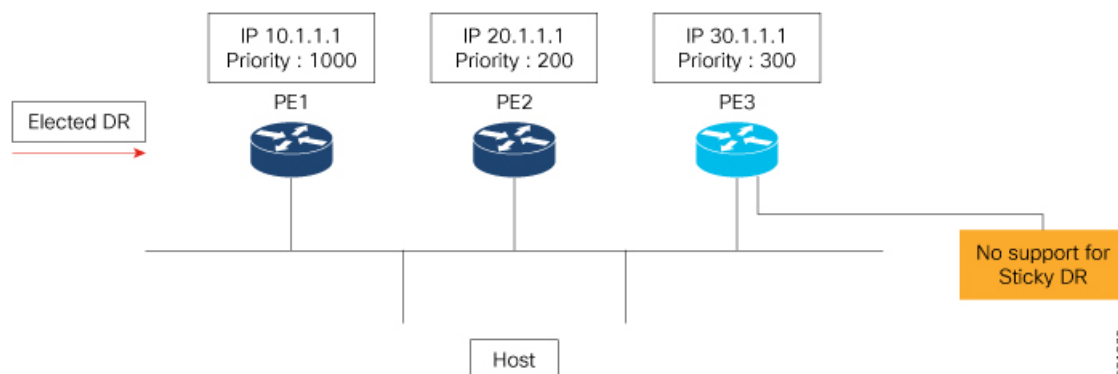 IP 10.1.1.1
Priority : 1000
IP 20.1.1.1
Priority : 200
IP 30.1.1.1
Priority : 300
PE1
PE2
PE3
Elected DR
No support for
Sticky DR
Host